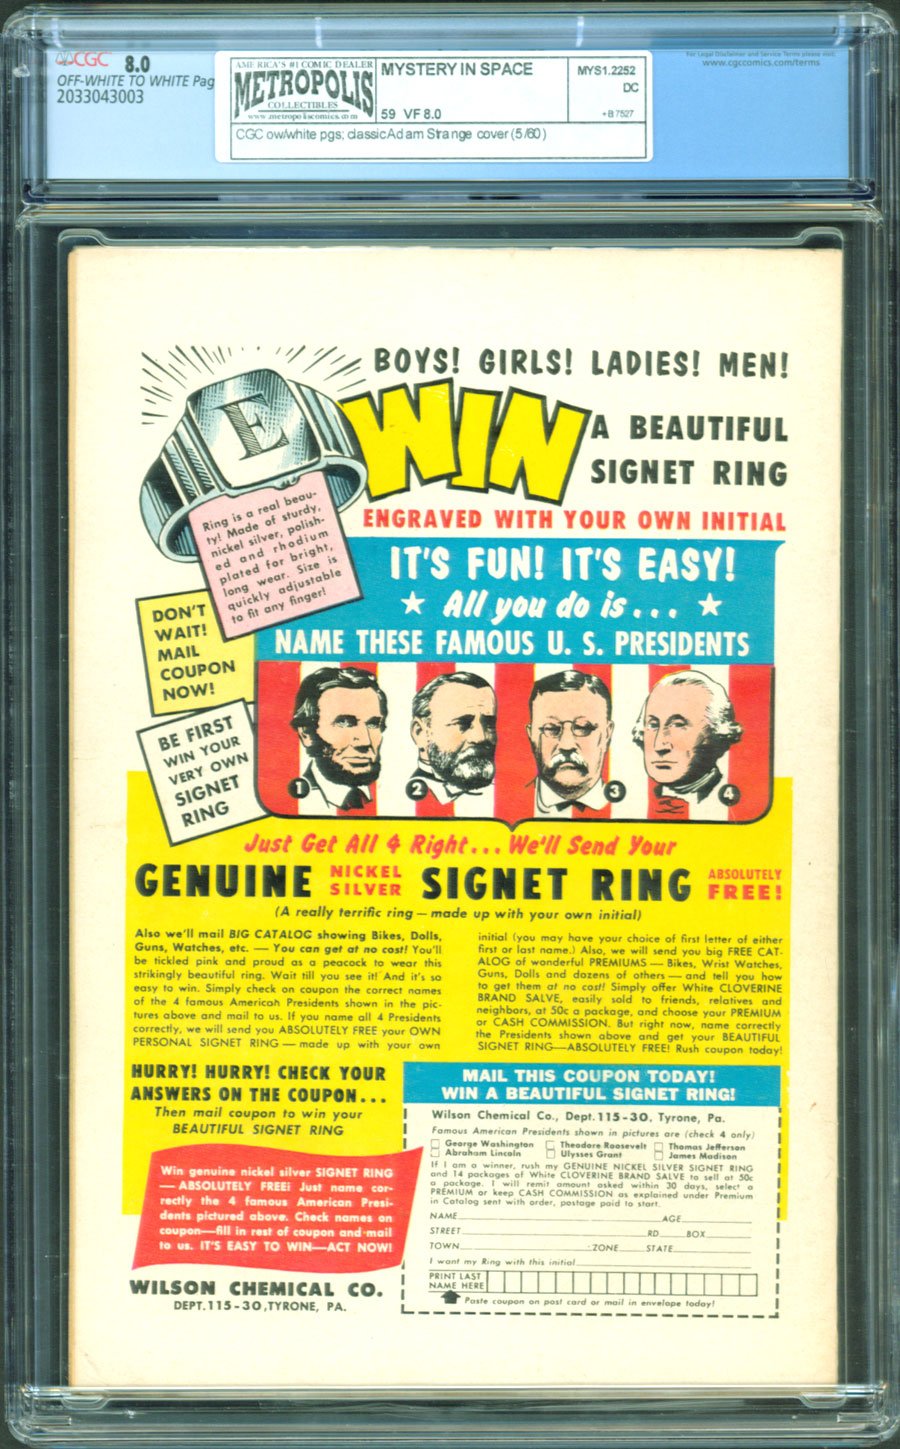 CGC 8.0
OFF-WHITE TO WHITE Pag
2033043003
AMERICA'S #1 COMIC DEALER
METROPOLIS
COLLECTIBLES
www.metropoliscomics.com
MYSTERY IN SPACE
59 VF 8.0
MYS1.2252
DC
+B7527
CGC ow/white pgs; classic Adam Strange cover (5/60)
For Legal Disclaimer and Service Terms please visit:
www.cgccomics.com/terms
BOYS! GIRLS! LADIES! MEN!
WIN
A BEAUTIFUL
SIGNET RING
ENGRAVED WITH YOUR OWN INITIAL
E
Ring is a real beau-
ty! Made of sturdy,
nickel silver, polish-
ed and rhodium
plated for bright,
long wear. Size is
quickly adjustable
to fit any finger!
IT'S FUN! IT'S EASY!
★ All you do is... ★
NAME THESE FAMOUS U. S. PRESIDENTS
DON'T
WAIT!
MAIL
COUPON
NOW!
BE FIRST
WIN YOUR
VERY OWN
SIGNET
RING
1 2 3 4
Just Get All 4 Right... We'll Send Your
GENUINE NICKEL SILVER SIGNET RING ABSOLUTELY FREE!
(A really terrific ring — made up with your own initial)
Also we'll mail BIG CATALOG showing Bikes, Dolls,
Guns, Watches, etc. — You can get at no cost! You'll
be tickled pink and proud as a peacock to wear this
strikingly beautiful ring. Wait till you see it! And it's so
easy to win. Simply check on coupon the correct names
of the 4 famous American Presidents shown in the pic-
tures above and mail to us. If you name all 4 Presidents
correctly, we will send you ABSOLUTELY FREE your OWN
PERSONAL SIGNET RING — made up with your own
initial (you may have your choice of first letter of either
first or last name.) Also, we will send you big FREE CAT-
ALOG of wonderful PREMIUMS — Bikes, Wrist Watches,
Guns, Dolls and dozens of others — and tell you how
to get them at no cost! Simply offer White CLOVERINE
BRAND SALVE, easily sold to friends, relatives and
neighbors, at 50c a package, and choose your PREMIUM
or CASH COMMISSION. But right now, name correctly
the Presidents shown above and get your BEAUTIFUL
SIGNET RING—ABSOLUTELY FREE! Rush coupon today!
HURRY! HURRY! CHECK YOUR
ANSWERS ON THE COUPON...
Then mail coupon to win your
BEAUTIFUL SIGNET RING
Win genuine nickel silver SIGNET RING
— ABSOLUTELY FREE! Just name cor-
rectly the 4 famous American Presi-
dents pictured above. Check names on
coupon—fill in rest of coupon and mail
to us. IT'S EASY TO WIN—ACT NOW!
WILSON CHEMICAL CO.
DEPT.115-30,TYRONE, PA.
MAIL THIS COUPON TODAY!
WIN A BEAUTIFUL SIGNET RING!
Wilson Chemical Co., Dept.115-30, Tyrone, Pa.
Famous American Presidents shown in pictures are (check 4 only)
George Washington Theodore Roosevelt Thomas Jefferson
Abraham Lincoln Ulysses Grant James Madison
If I am a winner, rush my GENUINE NICKEL SILVER SIGNET RING
and 14 packages of White CLOVERINE BRAND SALVE to sell at 50c
a package. I will remit amount asked within 30 days, select a
PREMIUM or keep CASH COMMISSION as explained under Premium
in Catalog sent with order, postage paid to start.
NAME AGE
STREET RD BOX
TOWN ZONE STATE
I want my Ring with this initial
PRINT LAST
NAME HERE
Paste coupon on post card or mail in envelope today!